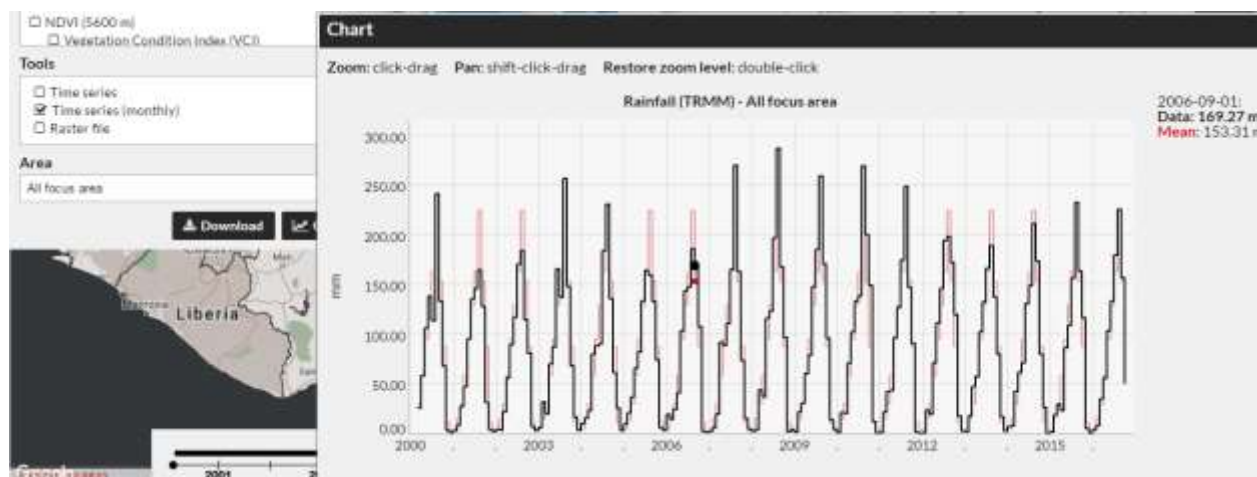 NDVI (5600 m)
Vegetation Condition Index (VCI)
Tools
Time series
Time series (monthly)
Raster file
Area
All focus area
Download
Liberia
2001
Chart
Zoom: click-drag Pan: shift-click-drag Restore zoom level: double-click
Rainfall (TRMM) - All focus area
2006-09-01:
Data: 169.27 m
Mean: 153.31 m
mm
300.00
250.00
200.00
150.00
100.00
50.00
0.00
2000 . 2003 . 2006 . 2009 . 2012 . 2015 .